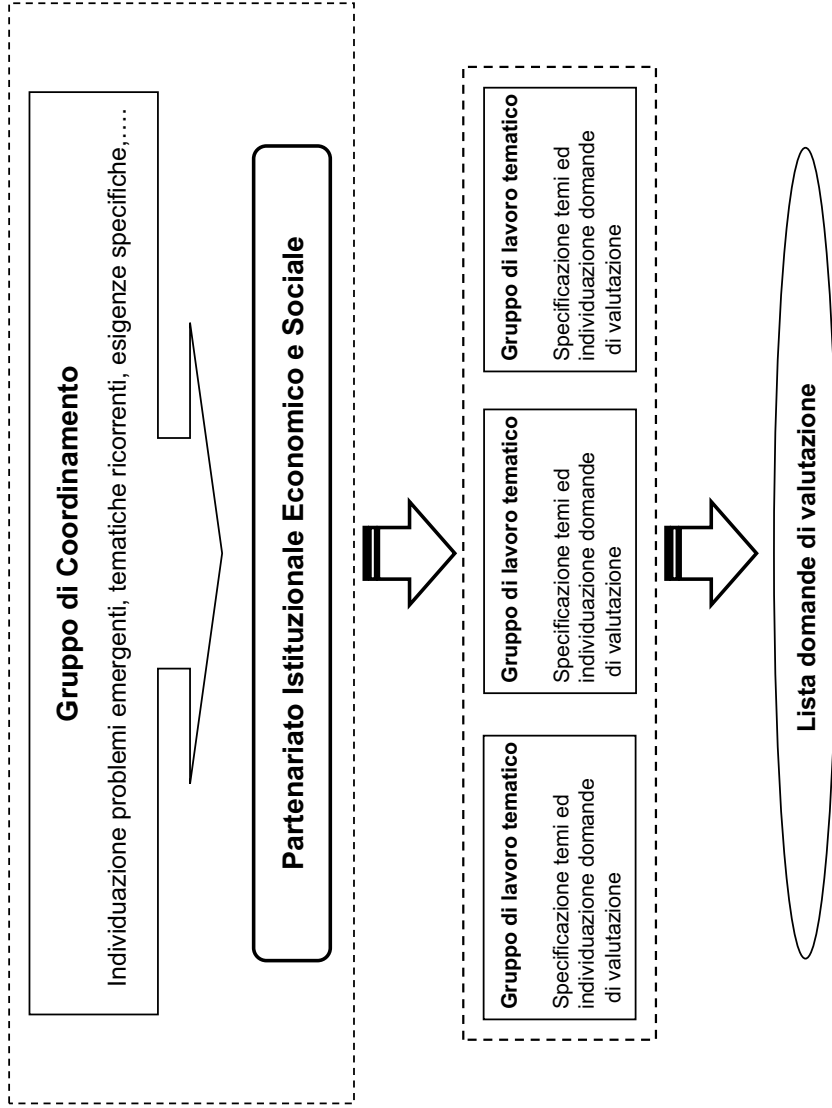 Gruppo di Coordinamento
Individuazione problemi emergenti, tematiche ricorrenti, esigenze specifiche,….
Partenariato Istituzionale Economico e Sociale
Gruppo di lavoro tematico
Specificazione temi ed
individuazione domande
di valutazione
Gruppo di lavoro tematico
Specificazione temi ed
individuazione domande
di valutazione
Gruppo di lavoro tematico
Specificazione temi ed
individuazione domande
di valutazione
Lista domande di valutazione